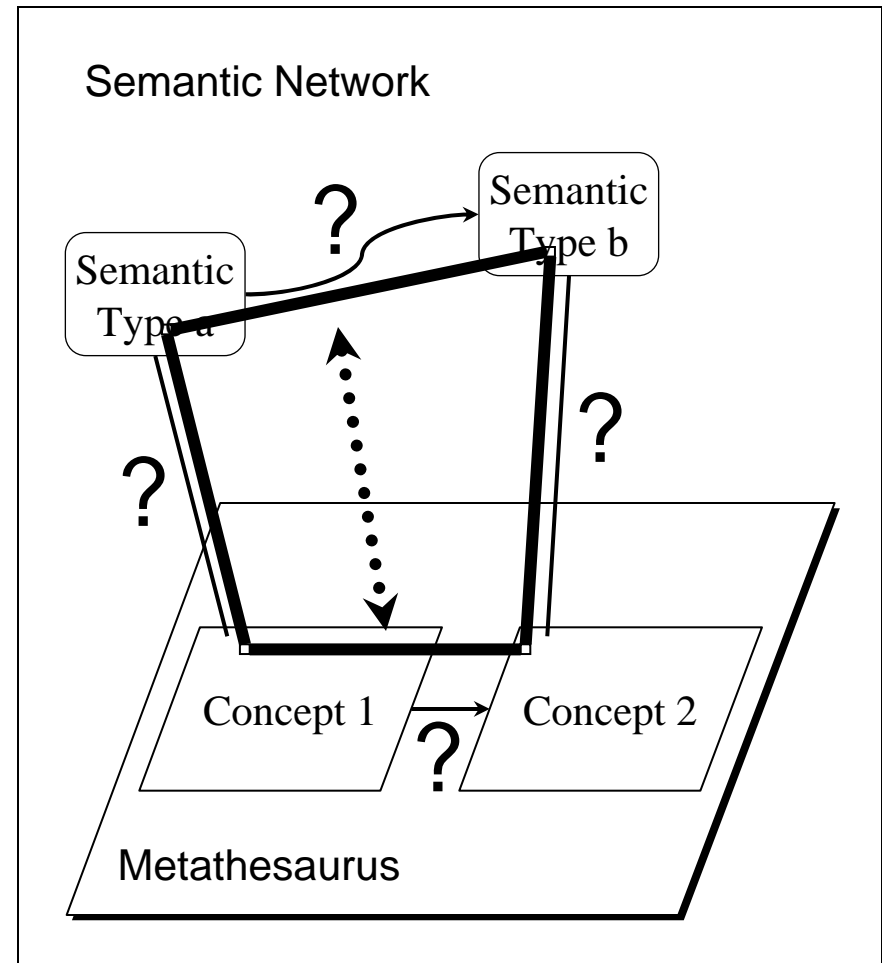 Semantic Network
?
Semantic
Type b
Semantic
Type a
?
?
Concept 1
?
Concept 2
Metathesaurus